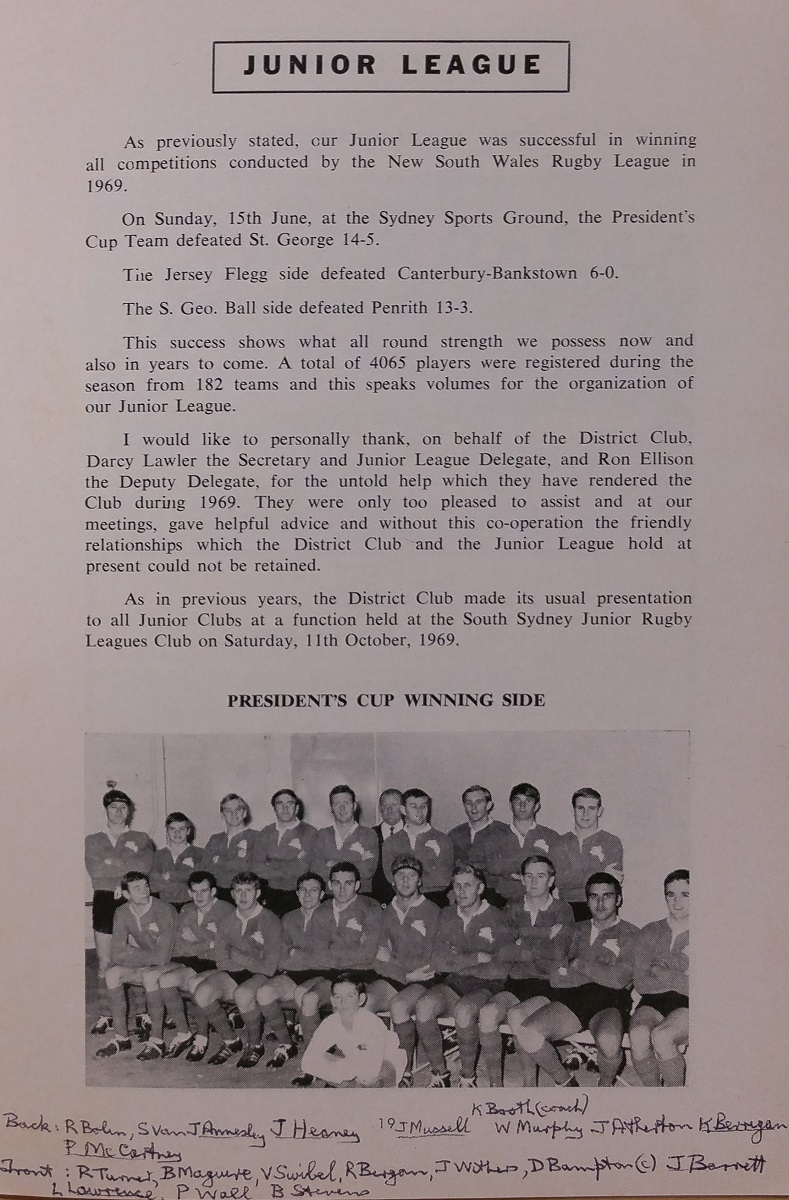 JUNIOR LEAGUE
As previously stated, our Junior League was successful in winning
all competitions conducted by the New South Wales Rugby League in
1969.
On Sunday, 15th June, at the Sydney Sports Ground, the President's
Cup Team defeated St. George 14-5.
The Jersey Flegg side defeated Canterbury-Bankstown 6-0.
The S. Geo. Ball side defeated Penrith 13-3.
This success shows what all round strength we possess now and
also in years to come. A total of 4065 players were registered during the
season from 182 teams and this speaks volumes for the organization of
our Junior League.
I would like to personally thank, on behalf of the District Club,
Darcy Lawler the Secretary and Junior League Delegate, and Ron Ellison
the Deputy Delegate, for the untold help which they have rendered the
Club during 1969. They were only too pleased to assist and at our
meetings, gave helpful advice and without this co-operation the friendly
relationships which the District Club and the Junior League hold at
present could not be retained.
As in previous years, the District Club made its usual presentation
to all Junior Clubs at a function held at the South Sydney Junior Rugby
Leagues Club on Saturday, 11th October, 1969.
PRESIDENT'S CUP WINNING SIDE
K Booth (coach)
Back: R Bolin, S Van J Annesley J Heaney 19 J Mussell W Murphy J Atherton K Berrigan
P McCartney
Front: R Turner, B Maguire, V Swibel, R Bergan, J Withers, D Bampton (c) J Barrett
L Lawrence, P Wall B Stevens